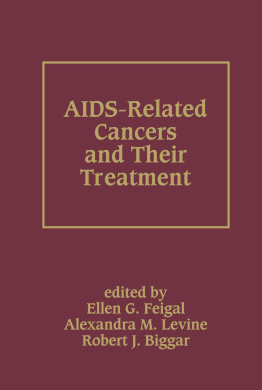 AIDS-Related
Cancers
and Their
Treatment
edited by
Ellen G. Feigal
Alexandra M. Levine
Robert J. Biggar